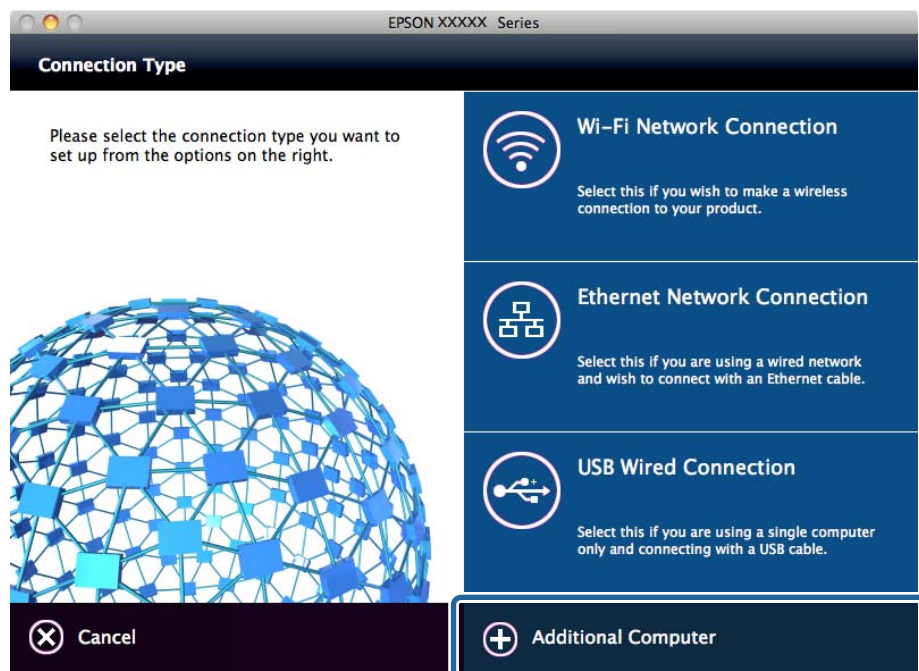 EPSON XXXXX Series
Connection Type
Please select the connection type you want to
set up from the options on the right.
Wi-Fi Network Connection
Select this if you wish to make a wireless
connection to your product.
Ethernet Network Connection
Select this if you are using a wired network
and wish to connect with an Ethernet cable.
USB Wired Connection
Select this if you are using a single computer
only and connecting with a USB cable.
Cancel
Additional Computer